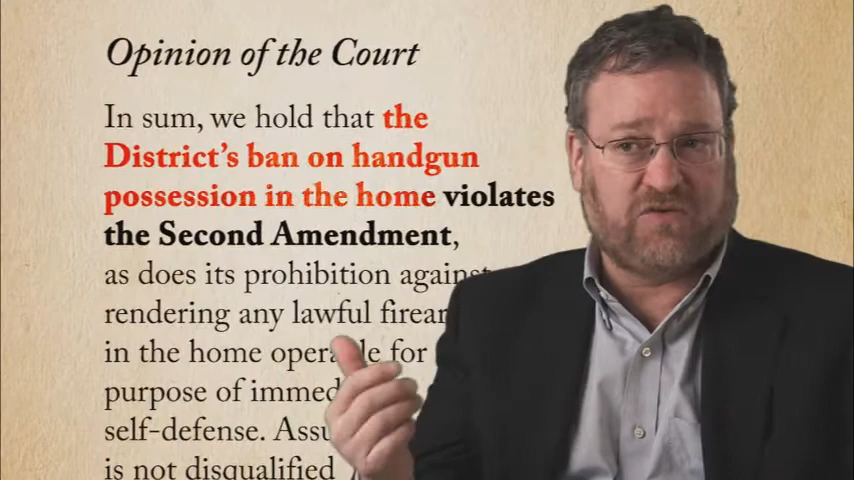 Opinion of the Court
In sum, we hold that the
District's ban on handgun
possession in the home violates
the Second Amendment,
as does its prohibition against
rendering any lawful
in the home for
purpose of
self-defense.
is not disqualified